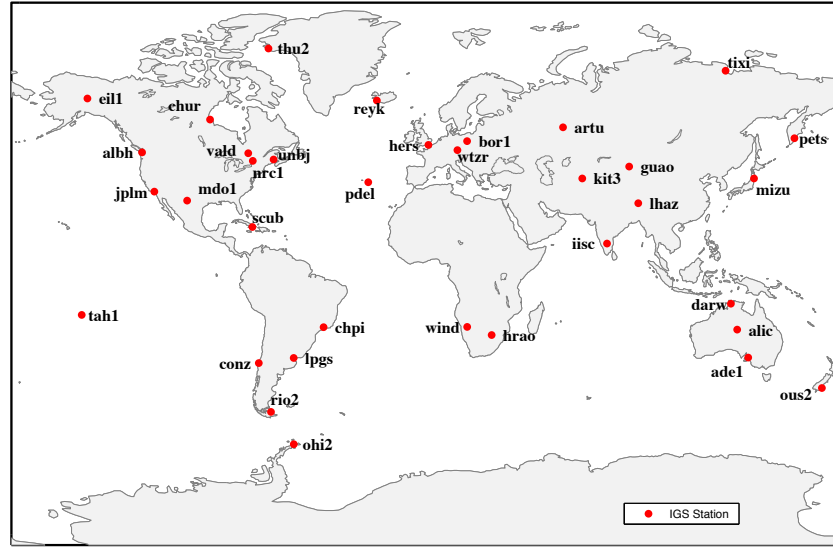 thu2
tixi
eil1
chur
reyk
artu
pets
hers
bor1
albh
vald
unbj
wtzr
nrc1
guao
kit3
mizu
jplm
mdo1
pdel
lhaz
scub
iisc
darw
tah1
chpi
wind
hrao
alic
conz
lpgs
ade1
ous2
rio2
ohi2
IGS Station